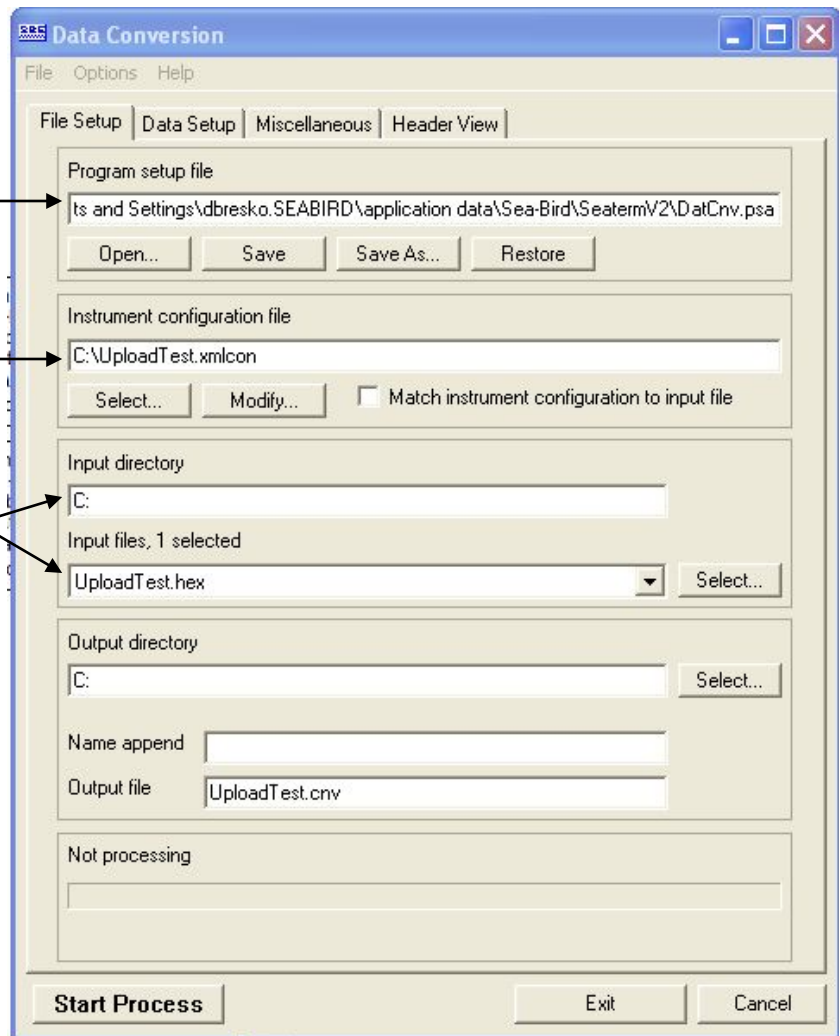 Data Conversion
File Options Help
File Setup Data Setup Miscellaneous Header View
Program setup file
ts and Settings\dbresko.SEABIRD\application data\Sea-Bird\SeatermV2\DatCnv.psa
Open... Save Save As... Restore
Instrument configuration file
C:\UploadTest.xmlcon
Select... Modify... Match instrument configuration to input file
Input directory
C:
Input files, 1 selected
UploadTest.hex Select...
Output directory
C: Select...
Name append
Output file UploadTest.cnv
Not processing
Start Process Exit Cancel